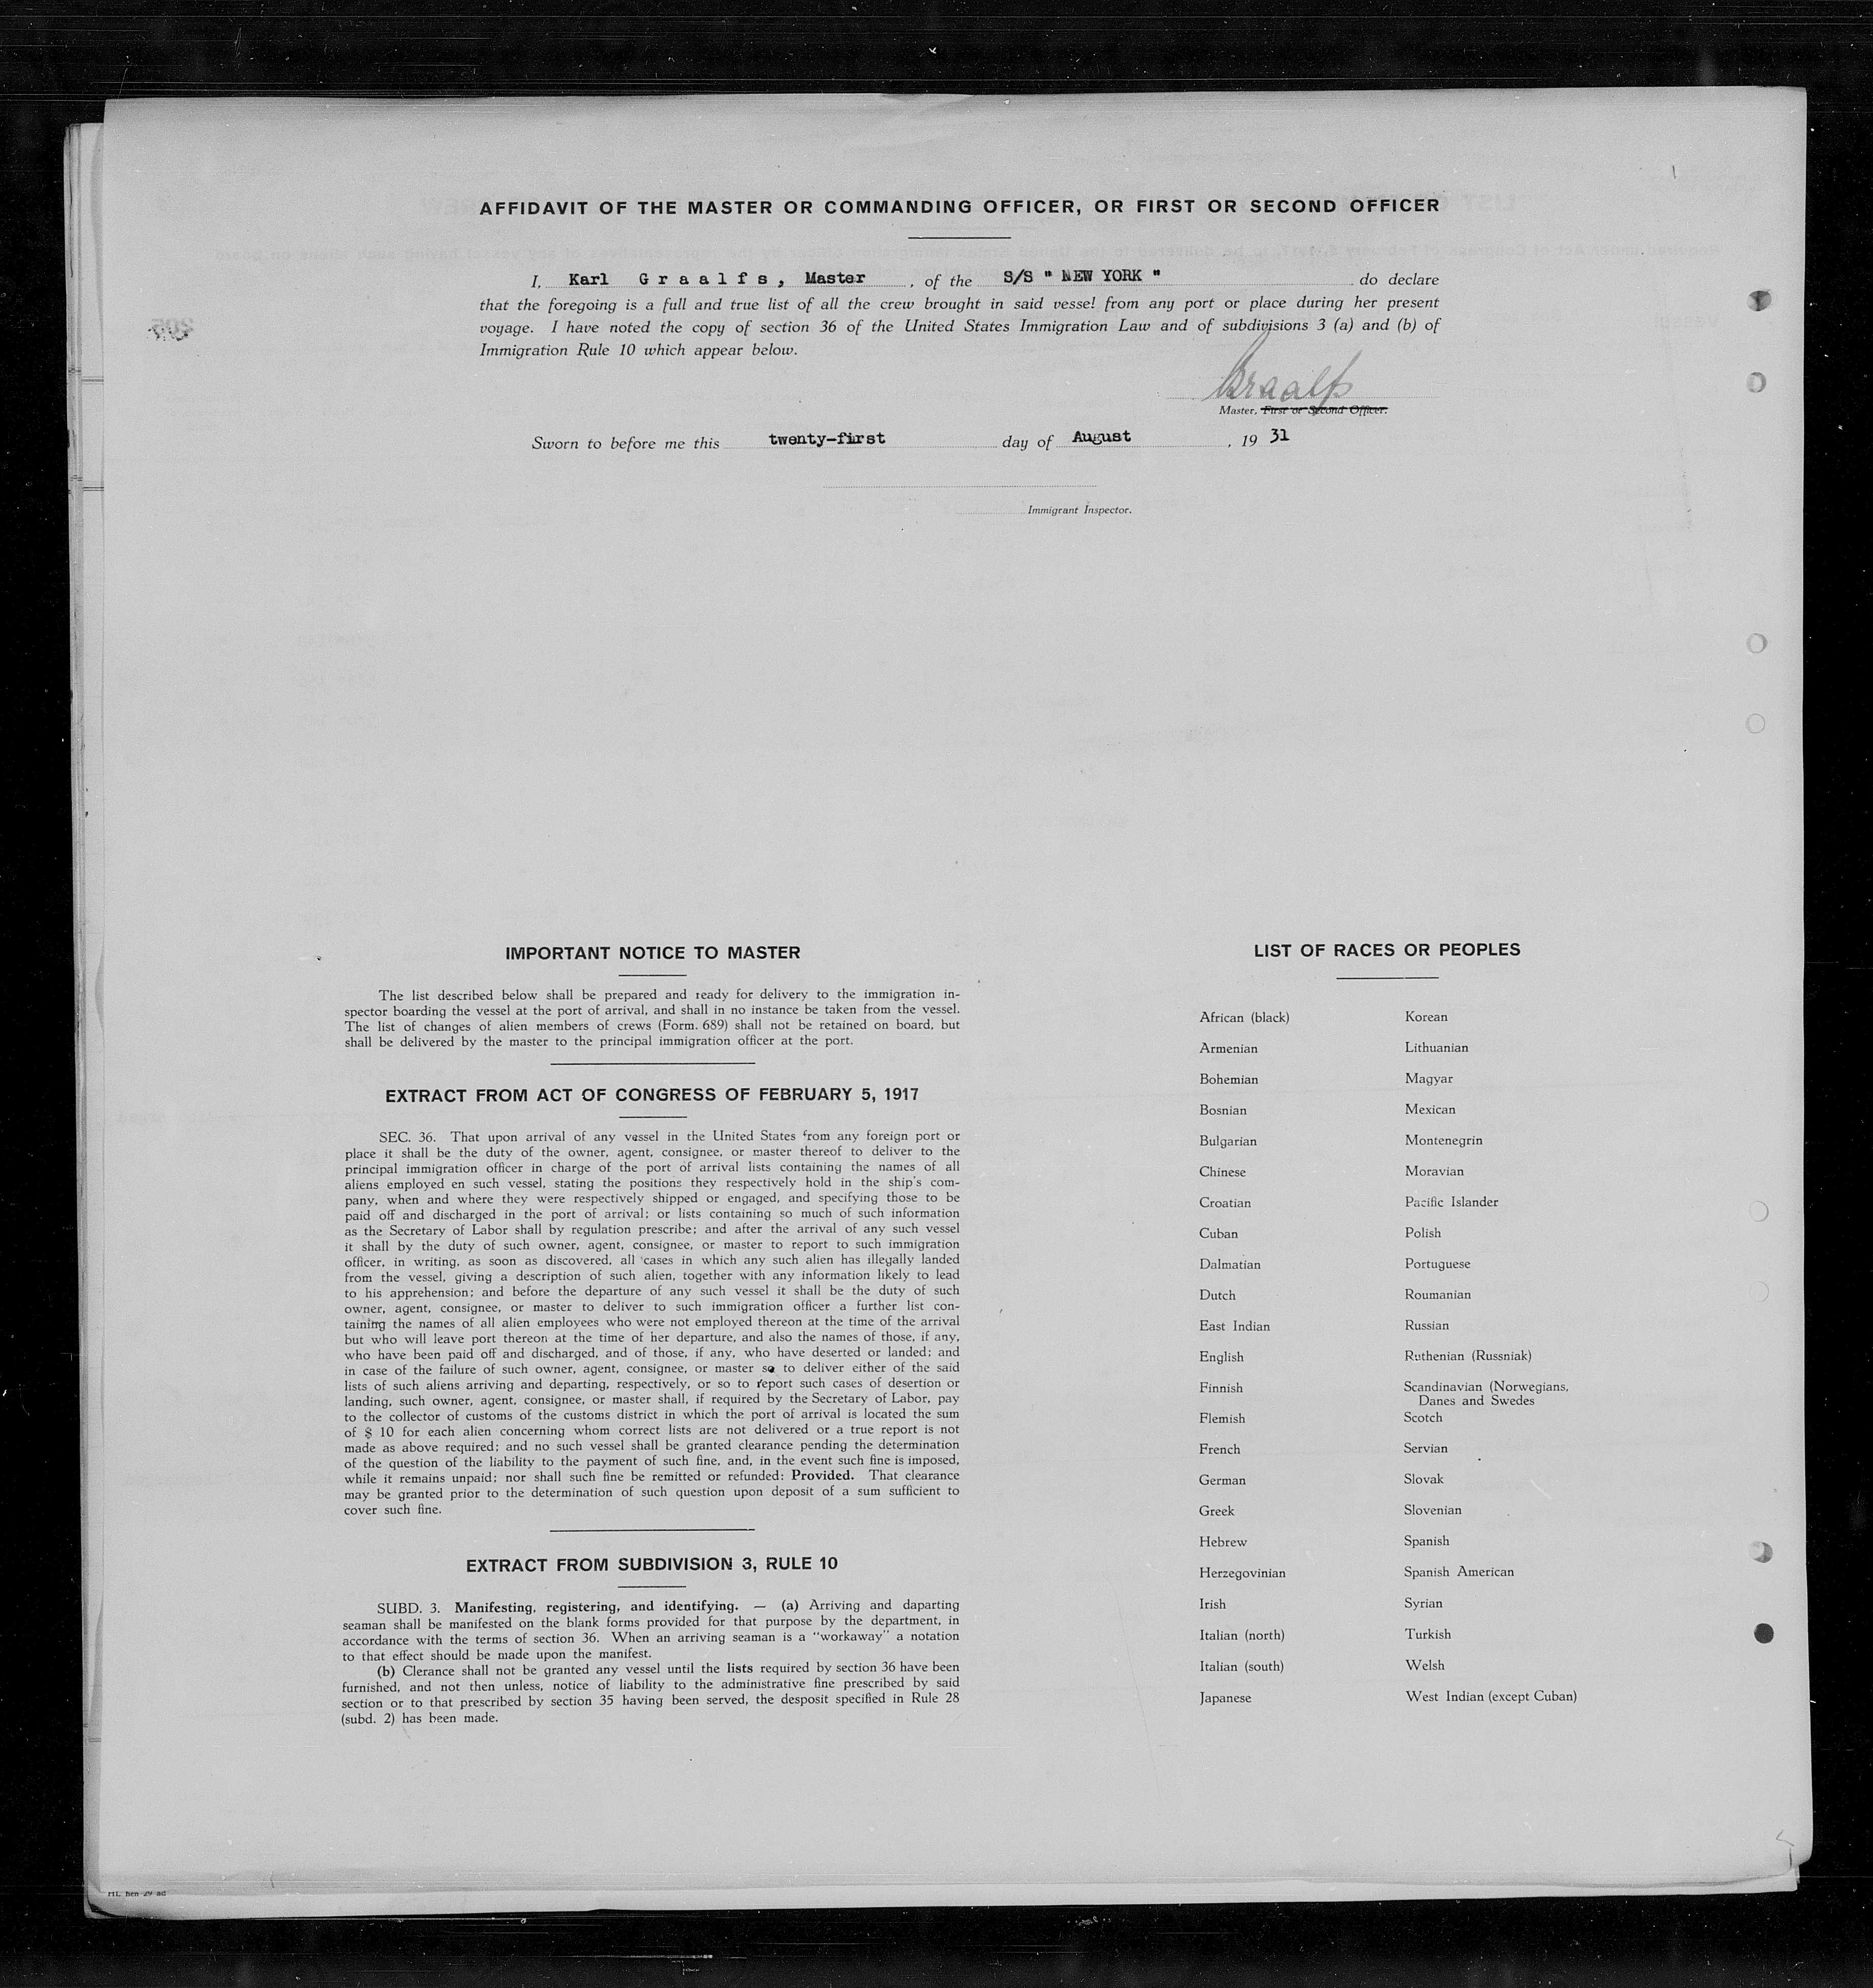 AFFIDAVIT OF THE MASTER OR COMMANDING OFFICER, OR FIRST OR SECOND OFFICER
I, Karl G r a a l f s , Master , of the S/S " NEW YORK " do declare
that the foregoing is a full and true list of all the crew brought in said vessel from any port or place during her present
voyage. I have noted the copy of section 36 of the United States Immigration Law and of subdivisions 3 (a) and (b) of
Immigration Rule 10 which appear below.
Graalfs
Master, First or Second Officer.
Sworn to before me this twenty-first day of August , 19 31
Immigrant Inspector.
IMPORTANT NOTICE TO MASTER
The list described below shall be prepared and ready for delivery to the immigration in-
spector boarding the vessel at the port of arrival, and shall in no instance be taken from the vessel.
The list of changes of alien members of crews (Form. 689) shall not be retained on board, but
shall be delivered by the master to the principal immigration officer at the port.
EXTRACT FROM ACT OF CONGRESS OF FEBRUARY 5, 1917
SEC. 36. That upon arrival of any vessel in the United States from any foreign port or
place it shall be the duty of the owner, agent, consignee, or master thereof to deliver to the
principal immigration officer in charge of the port of arrival lists containing the names of all
aliens employed en such vessel, stating the positions they respectively hold in the ship's com-
pany, when and where they were respectively shipped or engaged, and specifying those to be
paid off and discharged in the port of arrival; or lists containing so much of such information
as the Secretary of Labor shall by regulation prescribe; and after the arrival of any such vessel
it shall by the duty of such owner, agent, consignee, or master to report to such immigration
officer, in writing, as soon as discovered, all cases in which any such alien has illegally landed
from the vessel, giving a description of such alien, together with any information likely to lead
to his apprehension; and before the departure of any such vessel it shall be the duty of such
owner, agent, consignee, or master to deliver to such immigration officer a further list con-
taining the names of all alien employees who were not employed thereon at the time of the arrival
but who will leave port thereon at the time of her departure, and also the names of those, if any,
who have been paid off and discharged, and of those, if any, who have deserted or landed; and
in case of the failure of such owner, agent, consignee, or master so to deliver either of the said
lists of such aliens arriving and departing, respectively, or so to report such cases of desertion or
landing, such owner, agent, consignee, or master shall, if required by the Secretary of Labor, pay
to the collector of customs of the customs district in which the port of arrival is located the sum
of $ 10 for each alien concerning whom correct lists are not delivered or a true report is not
made as above required; and no such vessel shall be granted clearance pending the determination
of the question of the liability to the payment of such fine, and, in the event such fine is imposed,
while it remains unpaid; nor shall such fine be remitted or refunded: Provided. That clearance
may be granted prior to the determination of such question upon deposit of a sum sufficient to
cover such fine.
EXTRACT FROM SUBDIVISION 3, RULE 10
SUBD. 3. Manifesting, registering, and identifying. — (a) Arriving and daparting
seaman shall be manifested on the blank forms provided for that purpose by the department, in
accordance with the terms of section 36. When an arriving seaman is a "workaway" a notation
to that effect should be made upon the manifest.
(b) Clerance shall not be granted any vessel until the lists required by section 36 have been
furnished, and not then unless, notice of liability to the administrative fine prescribed by said
section or to that prescribed by section 35 having been served, the desposit specified in Rule 28
(subd. 2) has been made.
LIST OF RACES OR PEOPLES
African (black)
Armenian
Bohemian
Bosnian
Bulgarian
Chinese
Croatian
Cuban
Dalmatian
Dutch
East Indian
English
Finnish
Flemish
French
German
Greek
Hebrew
Herzegovinian
Irish
Italian (north)
Italian (south)
Japanese
Korean
Lithuanian
Magyar
Mexican
Montenegrin
Moravian
Pacific Islander
Polish
Portuguese
Roumanian
Russian
Ruthenian (Russniak)
Scandinavian (Norwegians,
Danes and Swedes
Scotch
Servian
Slovak
Slovenian
Spanish
Spanish American
Syrian
Turkish
Welsh
West Indian (except Cuban)